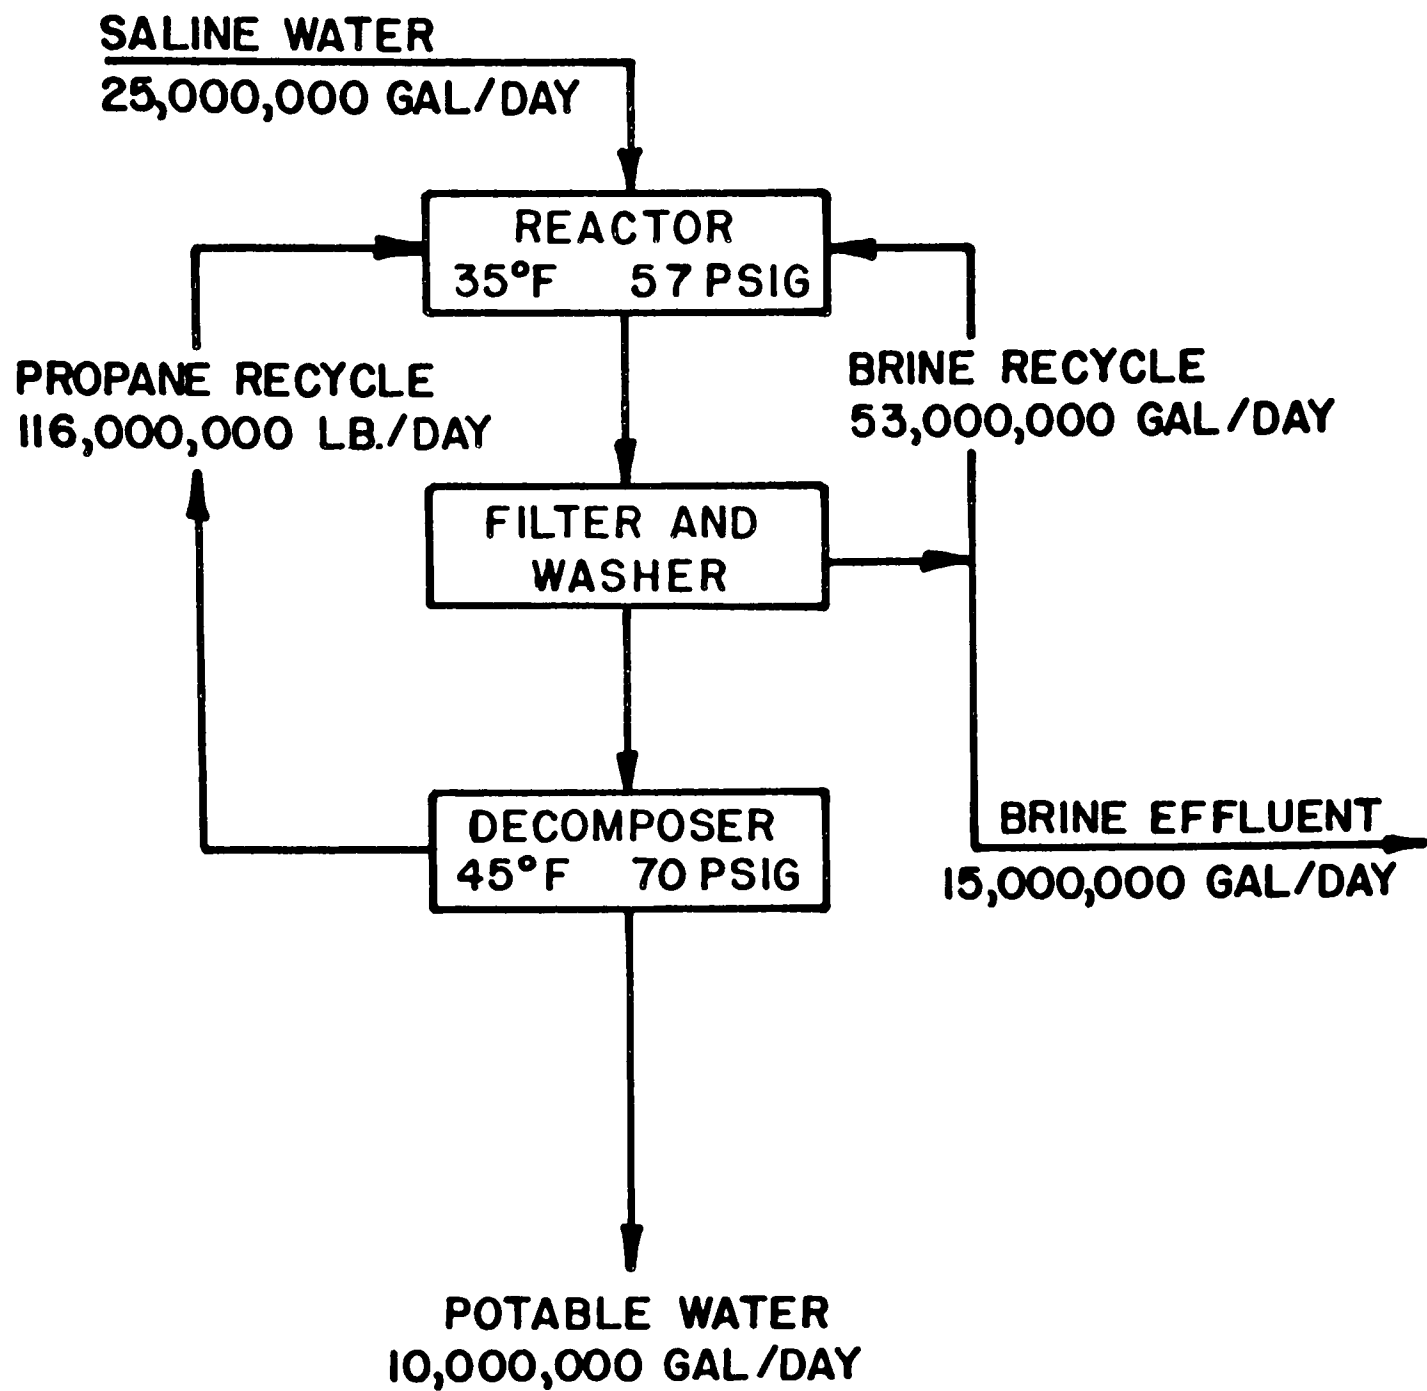 SALINE WATER
25,000,000 GAL/DAY
REACTOR
35°F 57 PSIG
PROPANE RECYCLE
116,000,000 LB./DAY
BRINE RECYCLE
53,000,000 GAL/DAY
FILTER AND
WASHER
DECOMPOSER
45°F 70 PSIG
BRINE EFFLUENT
15,000,000 GAL/DAY
POTABLE WATER
10,000,000 GAL/DAY